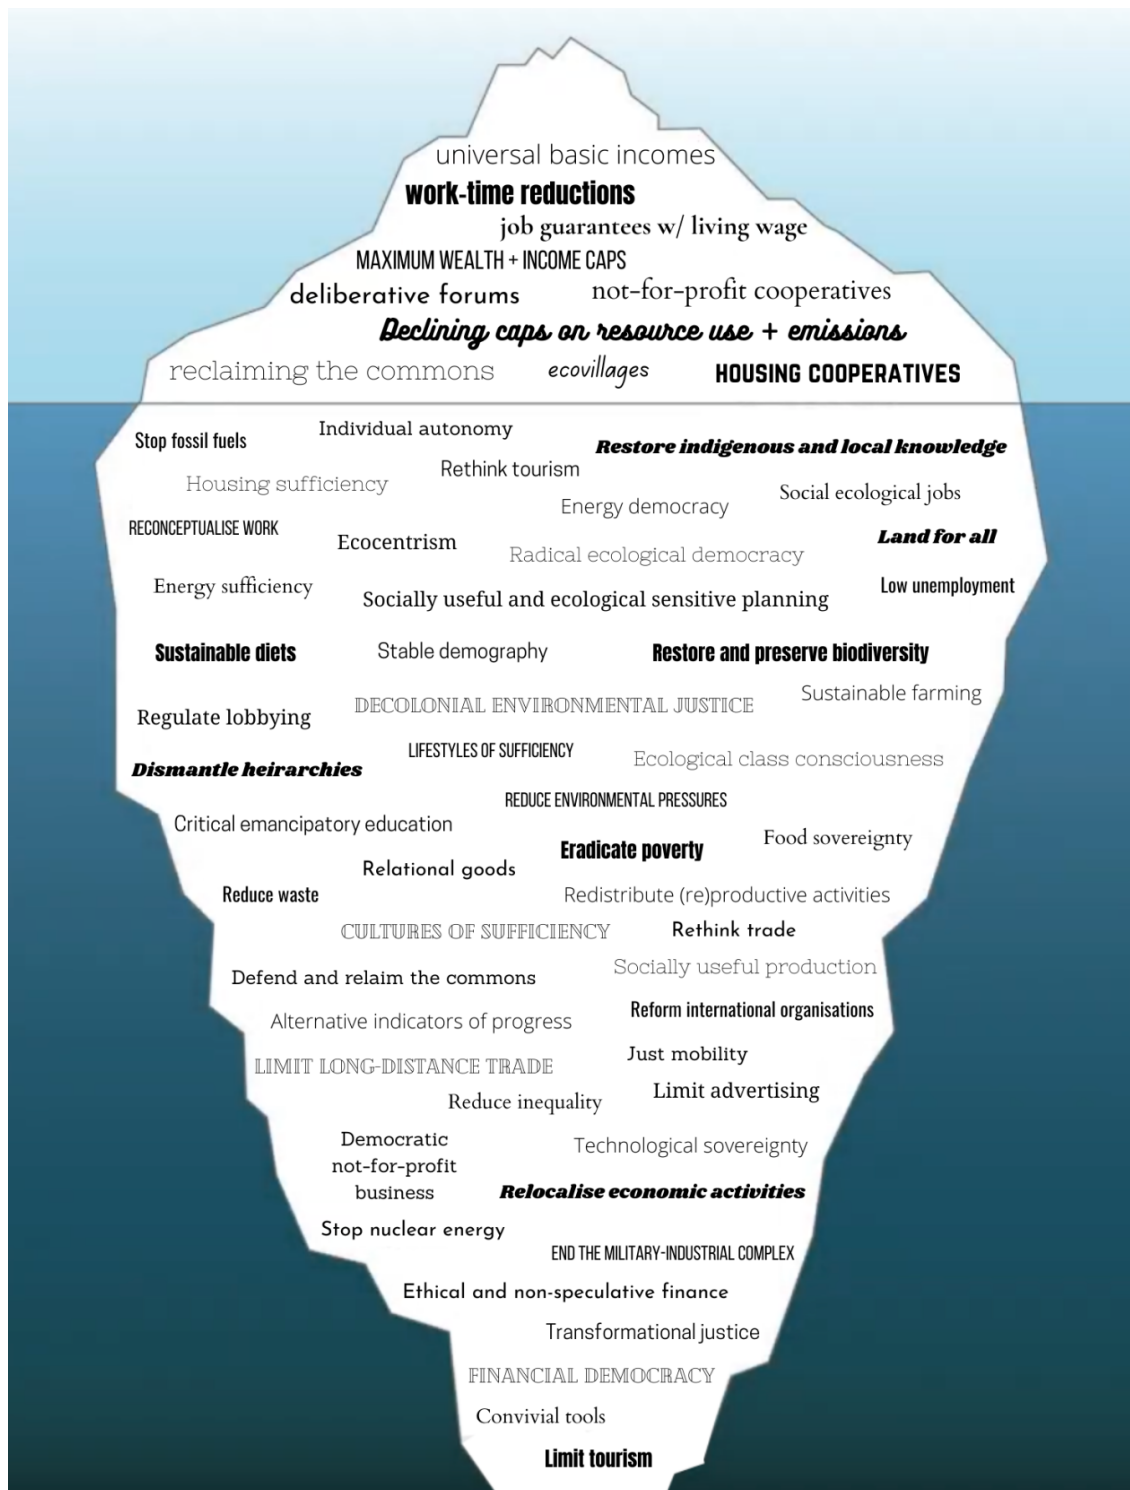 universal basic incomes
work-time reductions
job guarantees w/ living wage
MAXIMUM WEALTH + INCOME CAPS
deliberative forums
not-for-profit cooperatives
Declining caps on resource use + emissions
reclaiming the commons
ecovillages
HOUSING COOPERATIVES
Stop fossil fuels
Individual autonomy
Restore indigenous and local knowledge
Rethink tourism
Housing sufficiency
Energy democracy
Social ecological jobs
RECONCEPTUALISE WORK
Ecocentrism
Radical ecological democracy
Land for all
Energy sufficiency
Socially useful and ecological sensitive planning
Low unemployment
Sustainable diets
Stable demography
Restore and preserve biodiversity
Regulate lobbying
DECOLONIAL ENVIRONMENTAL JUSTICE
Sustainable farming
LIFESTYLES OF SUFFICIENCY
Ecological class consciousness
Dismantle heirarchies
REDUCE ENVIRONMENTAL PRESSURES
Critical emancipatory education
Eradicate poverty
Food sovereignty
Relational goods
Reduce waste
Redistribute (re)productive activities
CULTURES OF SUFFICIENCY
Rethink trade
Defend and relaim the commons
Socially useful production
Alternative indicators of progress
Reform international organisations
LIMIT LONG-DISTANCE TRADE
Just mobility
Reduce inequality
Limit advertising
Democratic
not-for-profit
business
Technological sovereignty
Relocalise economic activities
Stop nuclear energy
END THE MILITARY-INDUSTRIAL COMPLEX
Ethical and non-speculative finance
Transformational justice
FINANCIAL DEMOCRACY
Convivial tools
Limit tourism